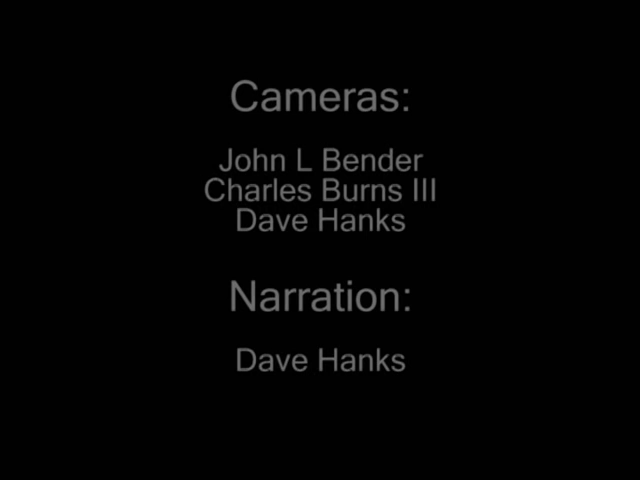 Cameras:
John L Bender
Charles Burns III
Dave Hanks
Narration:
Dave Hanks